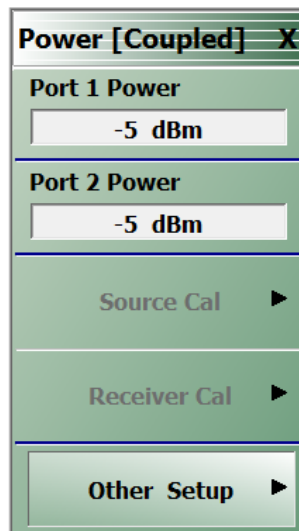 Power [Coupled] X
Port 1 Power
-5 dBm
Port 2 Power
-5 dBm
Source Cal
Receiver Cal
Other Setup